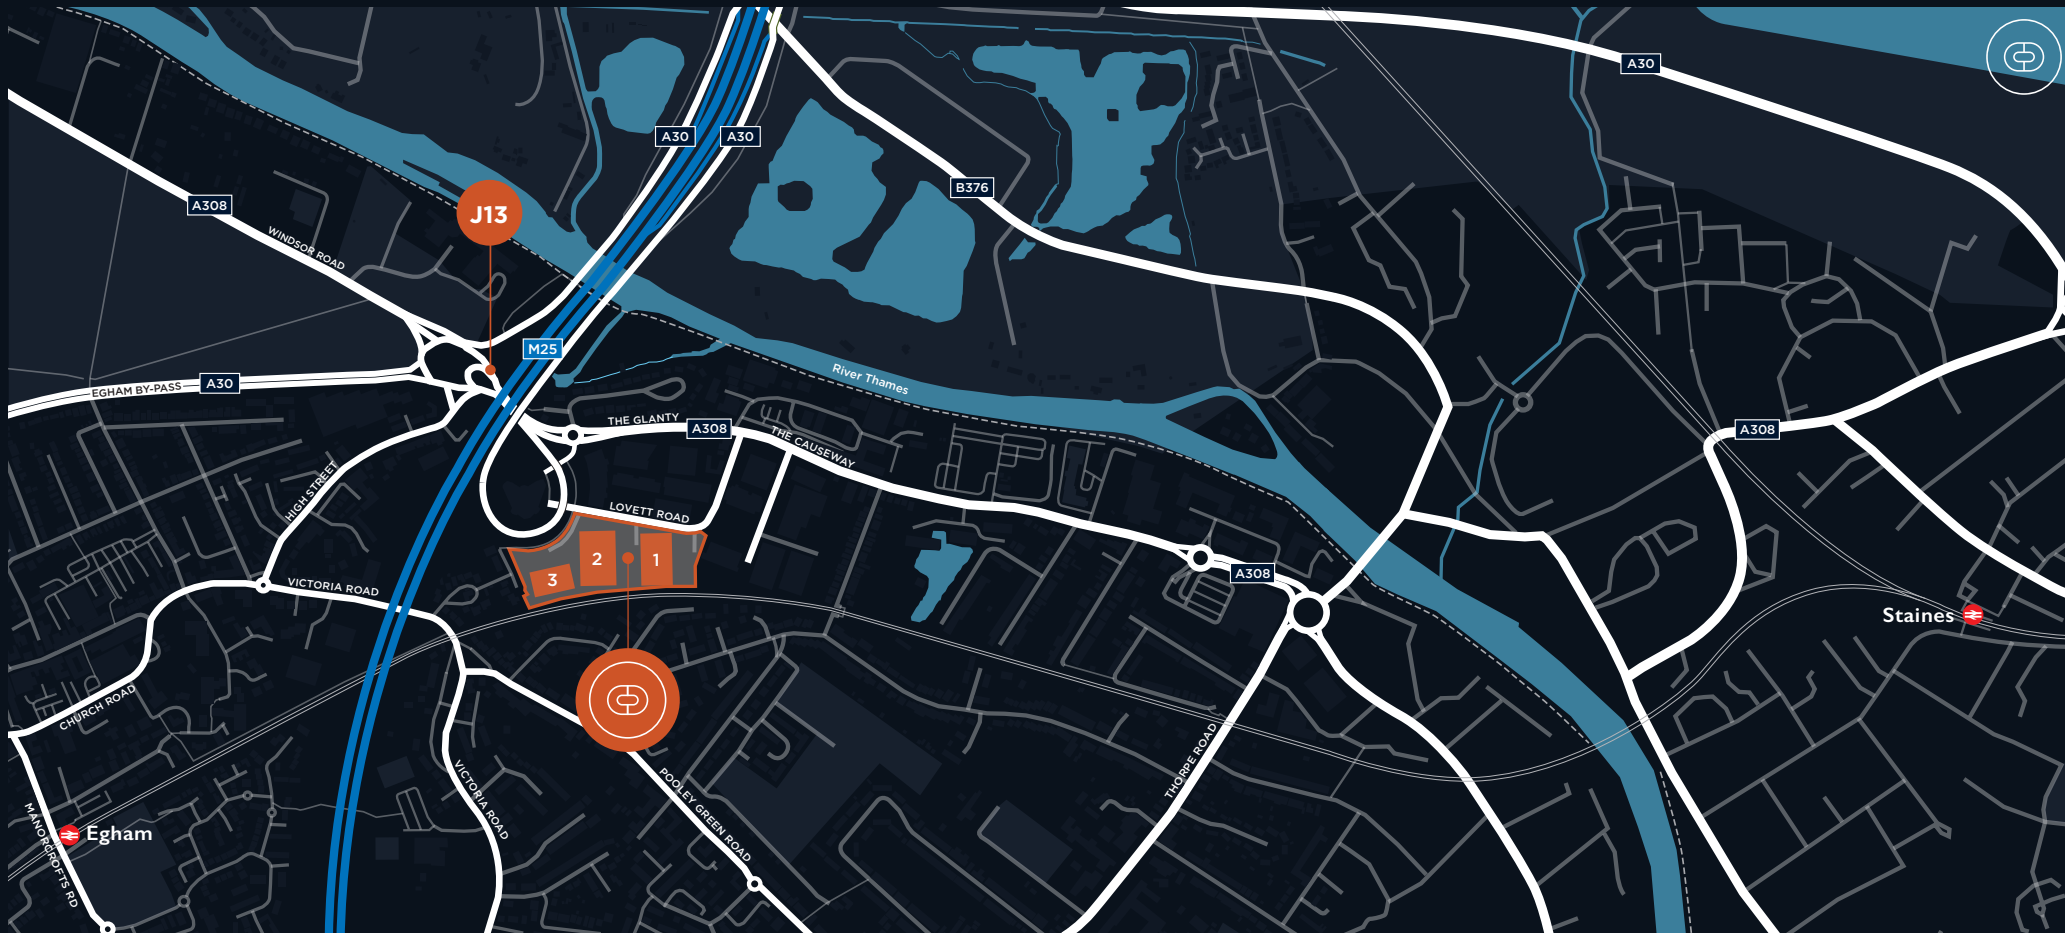 A30
A30
A30
B376
A308
J13
WINDSOR ROAD
M25
River Thames
EGHAM BY-PASS
A30
THE GLANTY
A308
THE CAUSEWAY
A308
HIGH STREET
LOVETT ROAD
2
1
3
A308
VICTORIA ROAD
Staines
CHURCH ROAD
THORPE ROAD
VICTORIA ROAD
POOLEY GREEN ROAD
MANORCROFTS RD
Egham